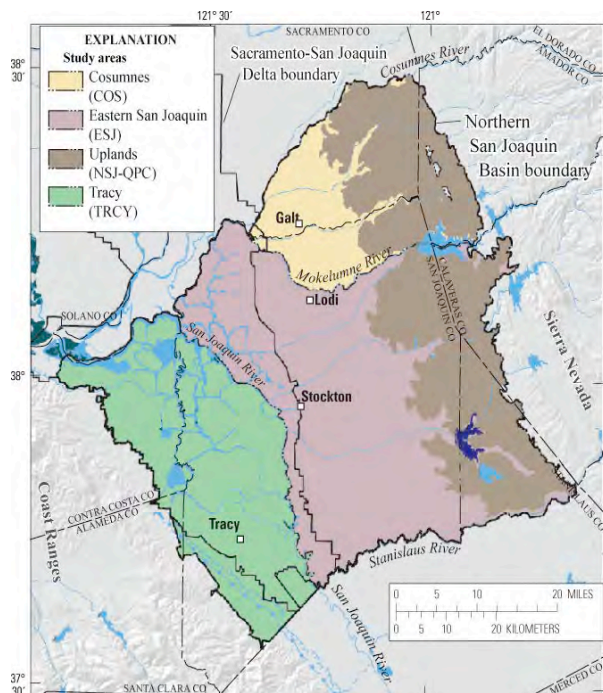 121°30'
121°
38°
30'
EXPLANATION
Study areas
Cosumnes
(COS)
Eastern San Joaquin
(ESJ)
Uplands
(NSJ-QPC)
Tracy
(TRCY)
SACRAMENTO CO
Sacramento-San Joaquin
Delta boundary
Cosumnes River
EL DORADO CO
AMADOR CO
Northern
San Joaquin
Basin boundary
Galt
Mokelumne River
Lodi
CALAVERAS CO
SAN JOAQUIN CO
SOLANO CO
San Joaquin River
Sierra Nevada
38°
Stockton
CONTRA COSTA CO
ALAMEDA CO
Tracy
Coast Ranges
Stanislaus River
San Joaquin River
0 5 10 20 MILES
0 5 10 20 KILOMETERS
37°
30'
SANTA CLARA CO
MERCED CO